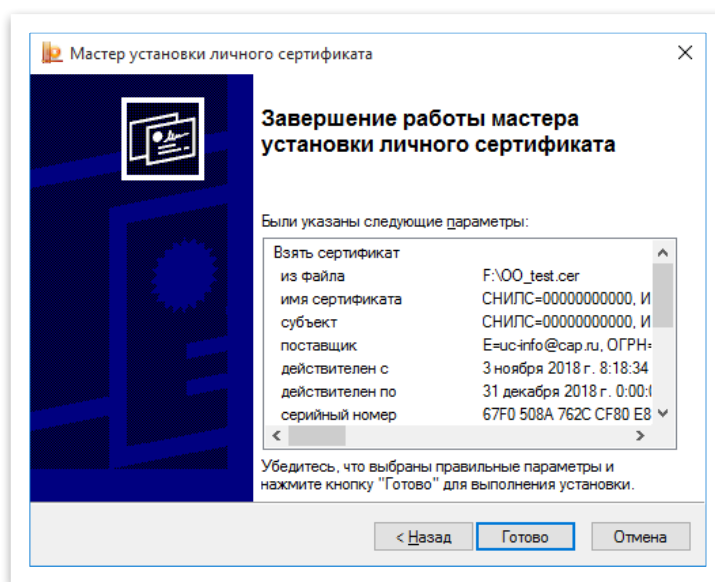 Мастер установки личного сертификата
Завершение работы мастера
установки личного сертификата
Были указаны следующие параметры:
Взять сертификат
из файла F:\OO_test.cer
имя сертификата СНИЛС=00000000000, И
субъект СНИЛС=00000000000, И
поставщик E=uc-info@cap.ru, ОГРН=
действителен с 3 ноября 2018 г. 8:18:34
действителен по 31 декабря 2018 г. 0:00:0
серийный номер 67F0 508A 762C CF80 E8
Убедитесь, что выбраны правильные параметры и
нажмите кнопку "Готово" для выполнения установки.
< Назад Готово Отмена